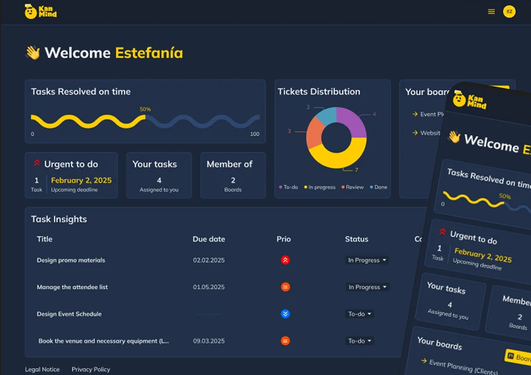 Kan
Mind
EZ
👋 Welcome Estefanía
Tasks Resolved on time
50%
0
100
Tickets Distribution
2
4
3
7
To-do
In progress
Review
Done
Your boards
Event Pl
Website
Urgent to do
1
Task
February 2, 2025
Upcoming deadline
Your tasks
4
Assigned to you
Member of
2
Boards
Task Insights
Title
Due date
Prio
Status
Design promo materials
02.02.2025
In Progress
Manage the attendee list
01.05.2025
In Progress
Design Event Schedule
To-do
Book the venue and necessary equipment (L...
09.03.2025
To-do
Legal Notice
Privacy Policy
Kan
Mind
👋 Welcome E
Tasks Resolved on time
50%
0
Urgent to do
1
Task
February 2, 2025
Upcoming deadline
Your tasks
4
Assigned to you
Member
2
Boards
Your boards
Board
Event Planning (Clients)